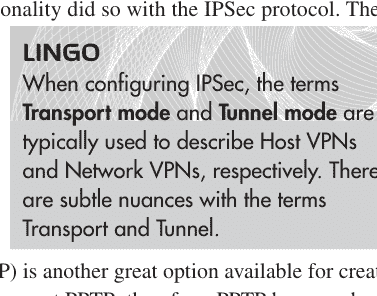 onality did so with the IPSec protocol. The
LINGO
When configuring IPSec, the terms
Transport mode and Tunnel mode are
typically used to describe Host VPNs
and Network VPNs, respectively. There
are subtle nuances with the terms
Transport and Tunnel.
P) is another great option available for creat